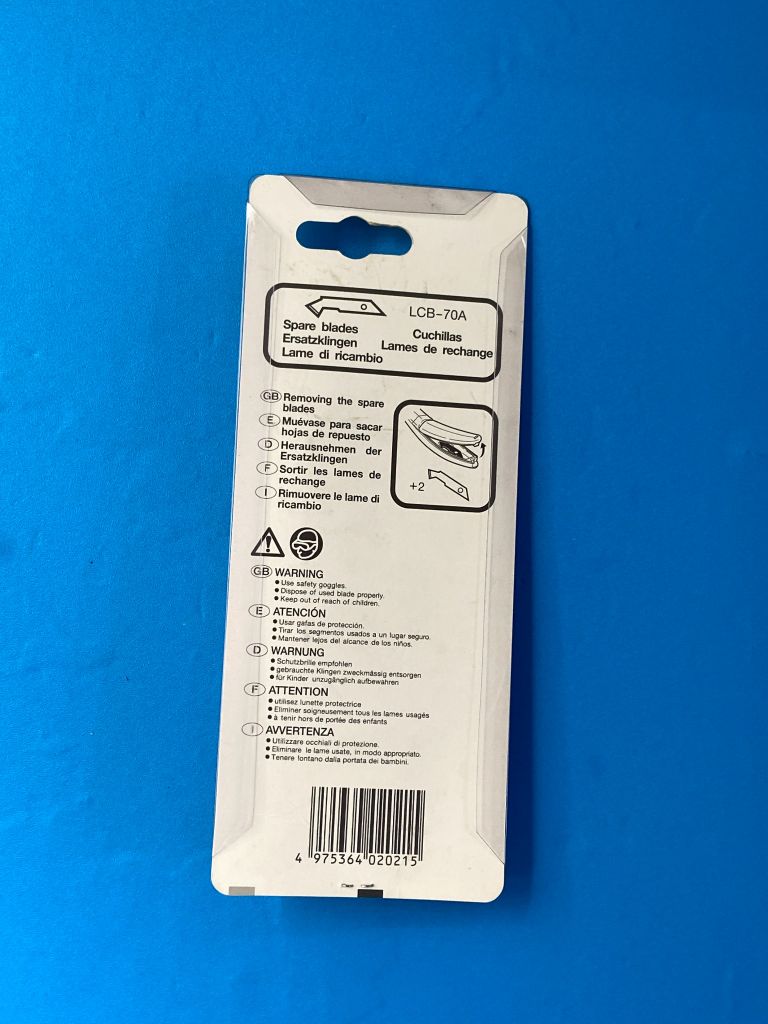 LCB-70A
Spare blades
Ersatzklingen
Lame di ricambio
Cuchillas
Lames de rechange
GB Removing the spare
blades
E Muévase para sacar
hojas de repuesto
D Herausnehmen der
Ersatzklingen
F Sortir les lames de
rechange
I Rimuovere le lame di
ricambio
+2
GB WARNING
● Use safety goggles.
● Dispose of used blade properly.
● Keep out of reach of children.
E ATENCIÓN
● Usar gafas de protección.
● Tirar los segmentos usados a un lugar seguro.
● Mantener lejos del alcance de los niños.
D WARNUNG
● Schutzbrille empfohlen
● gebrauchte Klingen zweckmässig entsorgen
● für Kinder unzugänglich aufbewahren
F ATTENTION
● utilisez lunette protectrice
● Eliminer soigneusement tous les lames usagés
● à tenir hors de portée des enfants
I AVVERTENZA
● Utilizzare occhiali di protezione.
● Eliminare le lame usate, in modo appropriato.
● Tenere lontano dalla portata dei bambini.
4 975364 020215